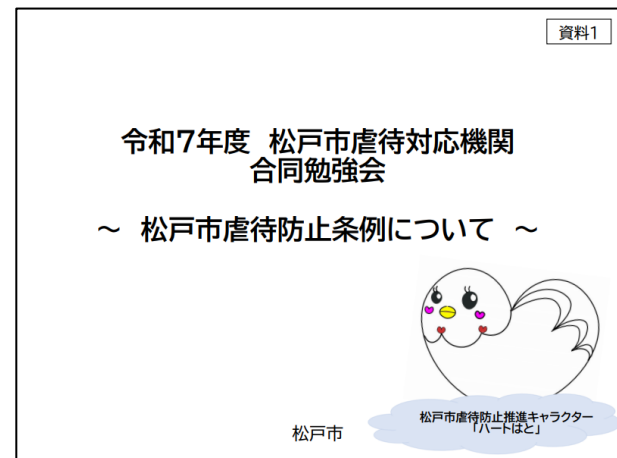 資料1
令和7年度 松戸市虐待対応機関
合同勉強会
～ 松戸市虐待防止条例について ～
松戸市虐待防止推進キャラクター
「ハートはと」
松戸市